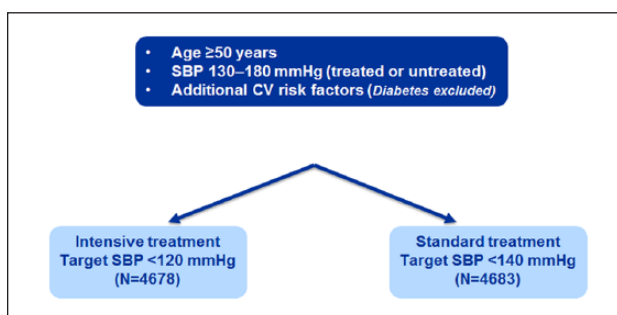 • Age ≥50 years
• SBP 130–180 mmHg (treated or untreated)
• Additional CV risk factors (Diabetes excluded)
Intensive treatment
Target SBP <120 mmHg
(N=4678)
Standard treatment
Target SBP <140 mmHg
(N=4683)